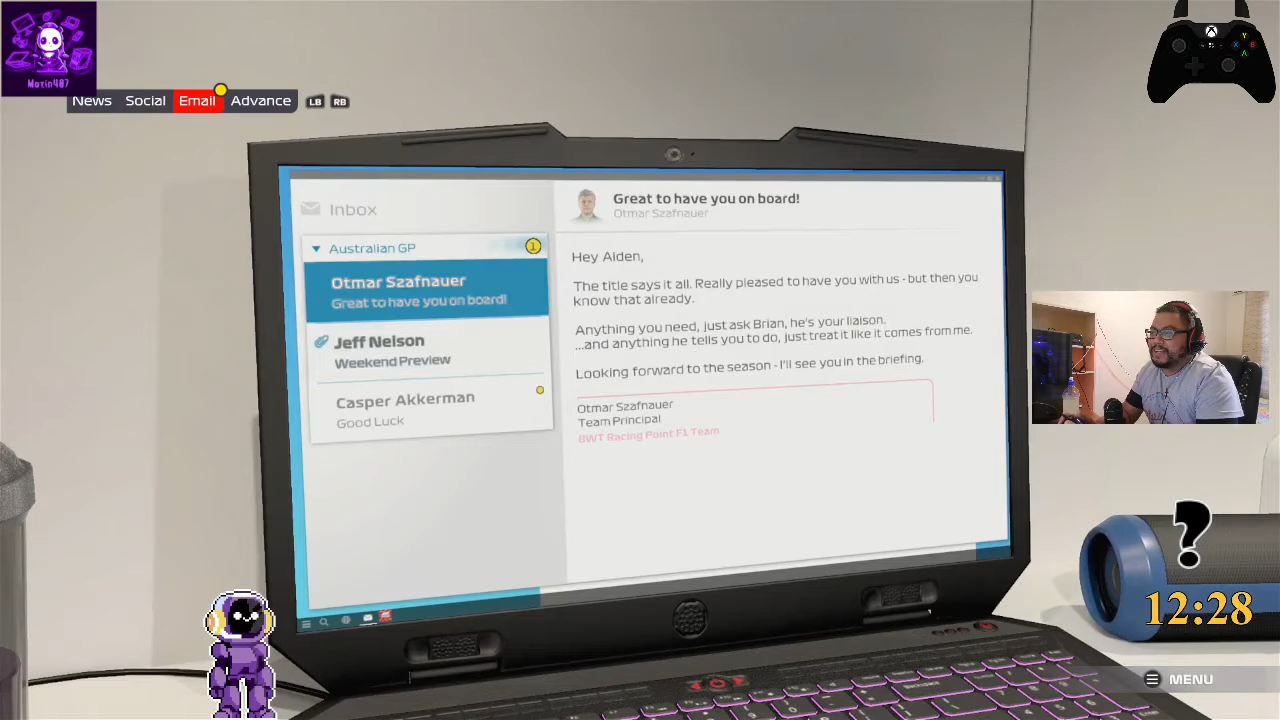 Mozin487
News Social Email Advance LB RB
Inbox
Australian GP 1
Otmar Szafnauer
Great to have you on board!
Jeff Nelson
Weekend Preview
Casper Akkerman
Good Luck
Great to have you on board!
Otmar Szafnauer
Hey Aiden,
The title says it all. Really pleased to have you with us - but then you
know that already.
Anything you need, just ask Brian, he's your liaison.
...and anything he tells you to do, just treat it like it comes from me.
Looking forward to the season - I'll see you in the briefing.
Otmar Szafnauer
Team Principal
BWT Racing Point F1 Team
?
12:28
MENU